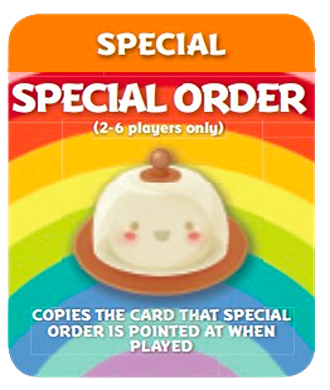 SPECIAL
SPECIAL ORDER
(2-6 players only)
COPIES THE CARD THAT SPECIAL
ORDER IS POINTED AT WHEN
PLAYED